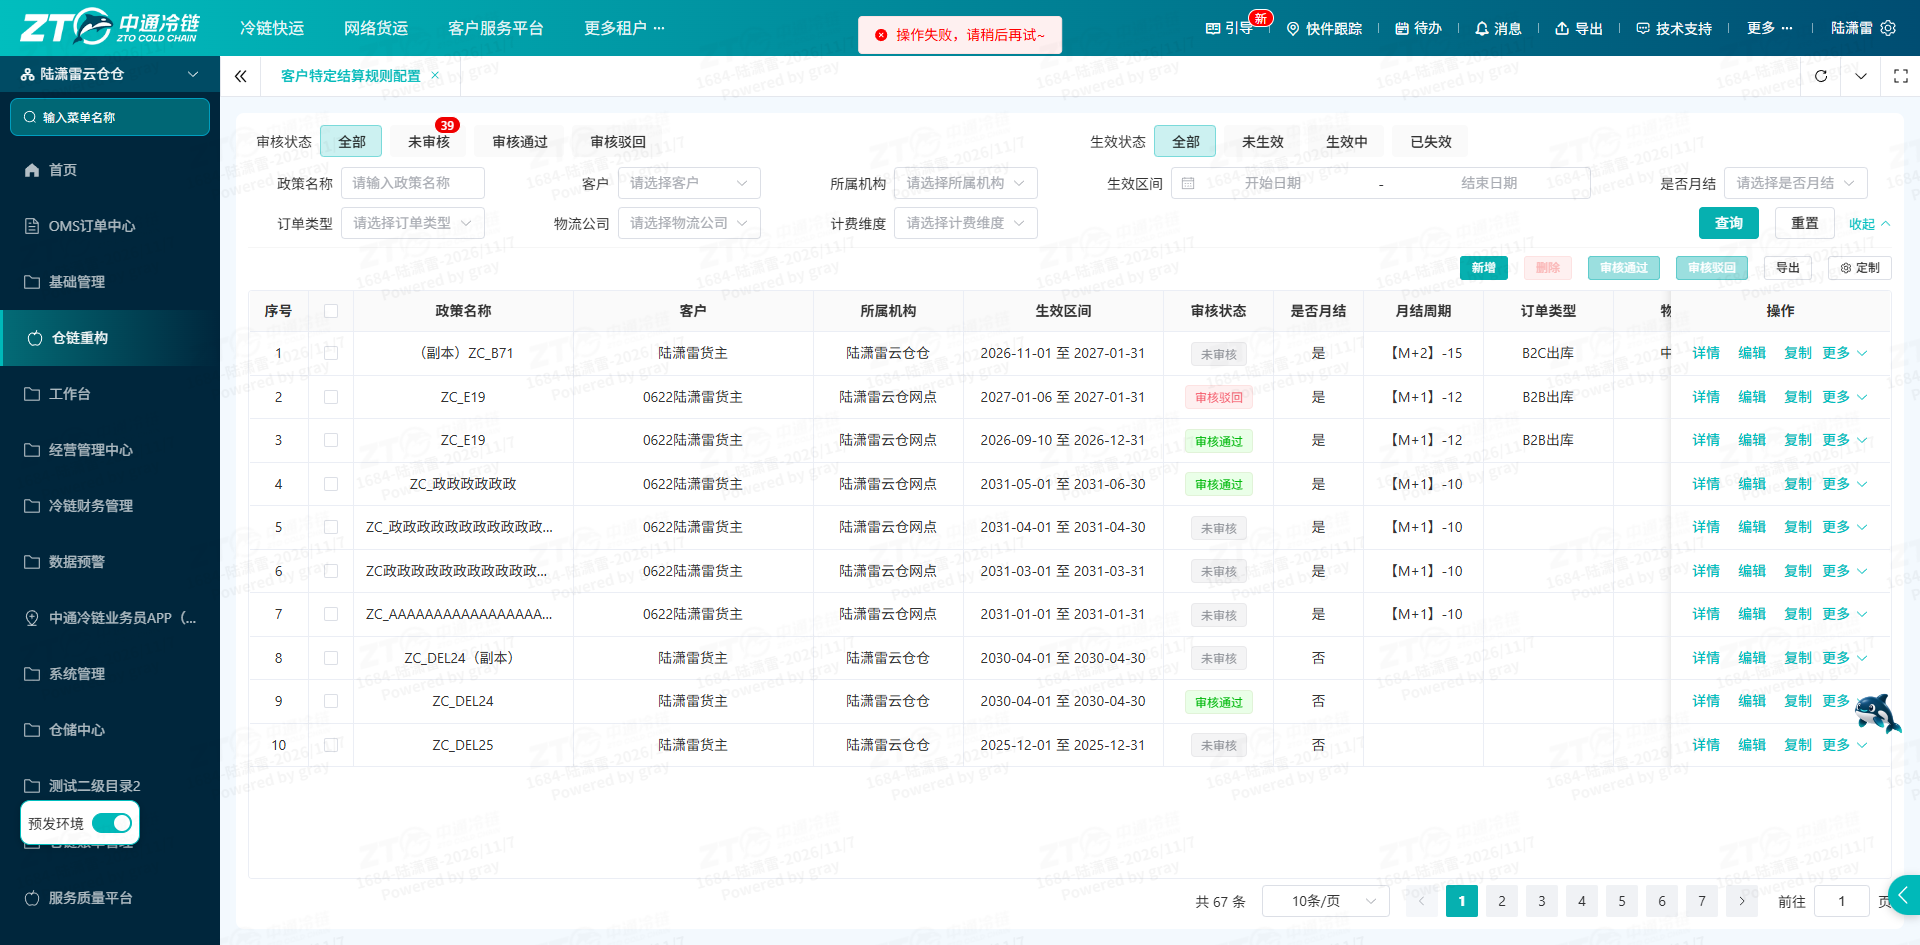 ZTO 中通冷链
ZTO COLD CHAIN
冷链快运 网络货运 客户服务平台 更多租户 ···
操作失败，请稍后再试~
引导 新 快件跟踪 待办 消息 导出 技术支持 更多 ··· 陆潇雷
陆潇雷云仓仓
客户特定结算规则配置 ×
输入菜单名称
首页
OMS订单中心
基础管理
仓链重构
工作台
经营管理中心
冷链财务管理
数据预警
中通冷链业务员APP（...
系统管理
仓储中心
测试二级目录2
预发环境
服务质量平台
审核状态 全部 未审核 39 审核通过 审核驳回 生效状态 全部 未生效 生效中 已失效
政策名称 请输入政策名称 客户 请选择客户 所属机构 请选择所属机构 生效区间 开始日期 - 结束日期 是否月结 请选择是否月结
订单类型 请选择订单类型 物流公司 请选择物流公司 计费维度 请选择计费维度 查询 重置 收起
新增 删除 审核通过 审核驳回 导出 定制
序号 政策名称 客户 所属机构 生效区间 审核状态 是否月结 月结周期 订单类型 物 操作
1 （副本）ZC_B71 陆潇雷货主 陆潇雷云仓仓 2026-11-01 至 2027-01-31 未审核 是 【M+2】-15 B2C出库 中 详情 编辑 复制 更多
2 ZC_E19 0622陆潇雷货主 陆潇雷云仓网点 2027-01-06 至 2027-01-31 审核驳回 是 【M+1】-12 B2B出库 详情 编辑 复制 更多
3 ZC_E19 0622陆潇雷货主 陆潇雷云仓网点 2026-09-10 至 2026-12-31 审核通过 是 【M+1】-12 B2B出库 详情 编辑 复制 更多
4 ZC_政政政政政政 0622陆潇雷货主 陆潇雷云仓网点 2031-05-01 至 2031-06-30 审核通过 是 【M+1】-10 详情 编辑 复制 更多
5 ZC_政政政政政政政政政政政... 0622陆潇雷货主 陆潇雷云仓网点 2031-04-01 至 2031-04-30 未审核 是 【M+1】-10 详情 编辑 复制 更多
6 ZC政政政政政政政政政政政... 0622陆潇雷货主 陆潇雷云仓网点 2031-03-01 至 2031-03-31 未审核 是 【M+1】-10 详情 编辑 复制 更多
7 ZC_AAAAAAAAAAAAAAAAA... 0622陆潇雷货主 陆潇雷云仓网点 2031-01-01 至 2031-01-31 未审核 是 【M+1】-10 详情 编辑 复制 更多
8 ZC_DEL24（副本） 陆潇雷货主 陆潇雷云仓仓 2030-04-01 至 2030-04-30 未审核 否 详情 编辑 复制 更多
9 ZC_DEL24 陆潇雷货主 陆潇雷云仓仓 2030-04-01 至 2030-04-30 审核通过 否 详情 编辑 复制 更多
10 ZC_DEL25 陆潇雷货主 陆潇雷云仓仓 2025-12-01 至 2025-12-31 未审核 否 详情 编辑 复制 更多
共 67 条 10条/页 1 2 3 4 5 6 7 前往 1 页
1684-陆潇雷-2026/11/7
Powered by gray